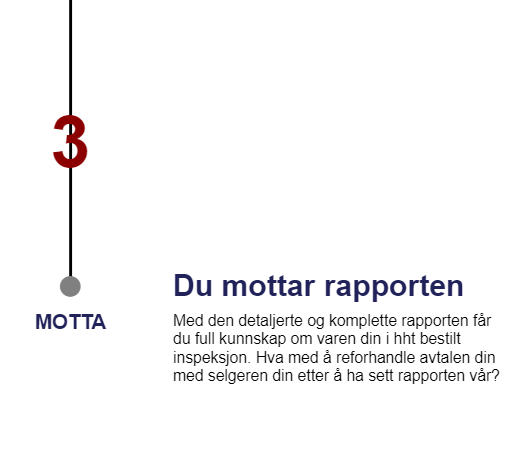 3
MOTTA
Du mottar rapporten
Med den detaljerte og komplette rapporten får
du full kunnskap om varen din i hht bestilt
inspeksjon. Hva med å reforhandle avtalen din
med selgeren din etter å ha sett rapporten vår?